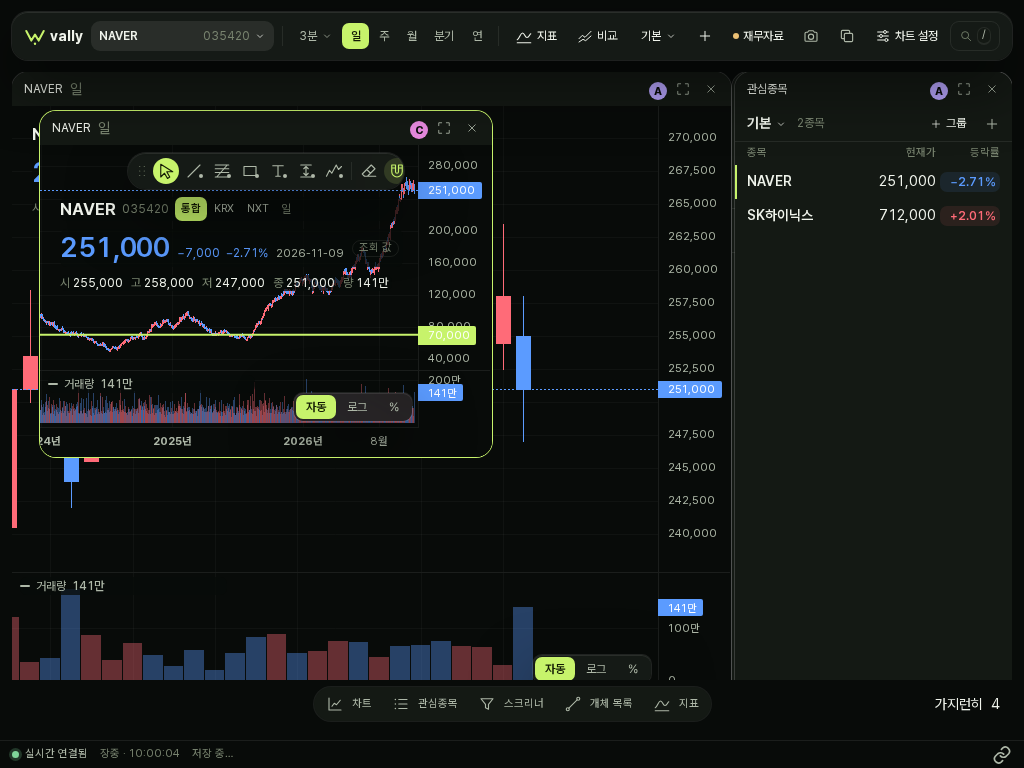 vally NAVER 035420 3분 일 주 월 분기 연 지표 비교 기본 재무자료 차트 설정 /
NAVER 일 A
관심종목 A
기본 2종목 + 그룹
종목 현재가 등락률
NAVER 251,000 −2.71%
SK하이닉스 712,000 +2.01%
NAVER 일 C
NAVER 035420 통합 KRX NXT 일
251,000 −7,000 −2.71% 2026-11-09 조회 값
시 255,000 고 258,000 저 247,000 종 251,000 량 141만
280,000
251,000
200,000
160,000
120,000
80,000
70,000
40,000
거래량 141만
200만
141만
자동 로그 %
24년 2025년 2026년 8월
270,000
267,500
265,000
262,500
260,000
257,500
255,000
252,500
251,000
247,500
245,000
242,500
240,000
거래량 141만
141만
100만
0
자동 로그 %
차트 관심종목 스크리너 개체 목록 지표
가지런히 4
실시간 연결됨 장중 · 10:00:04 저장 중…